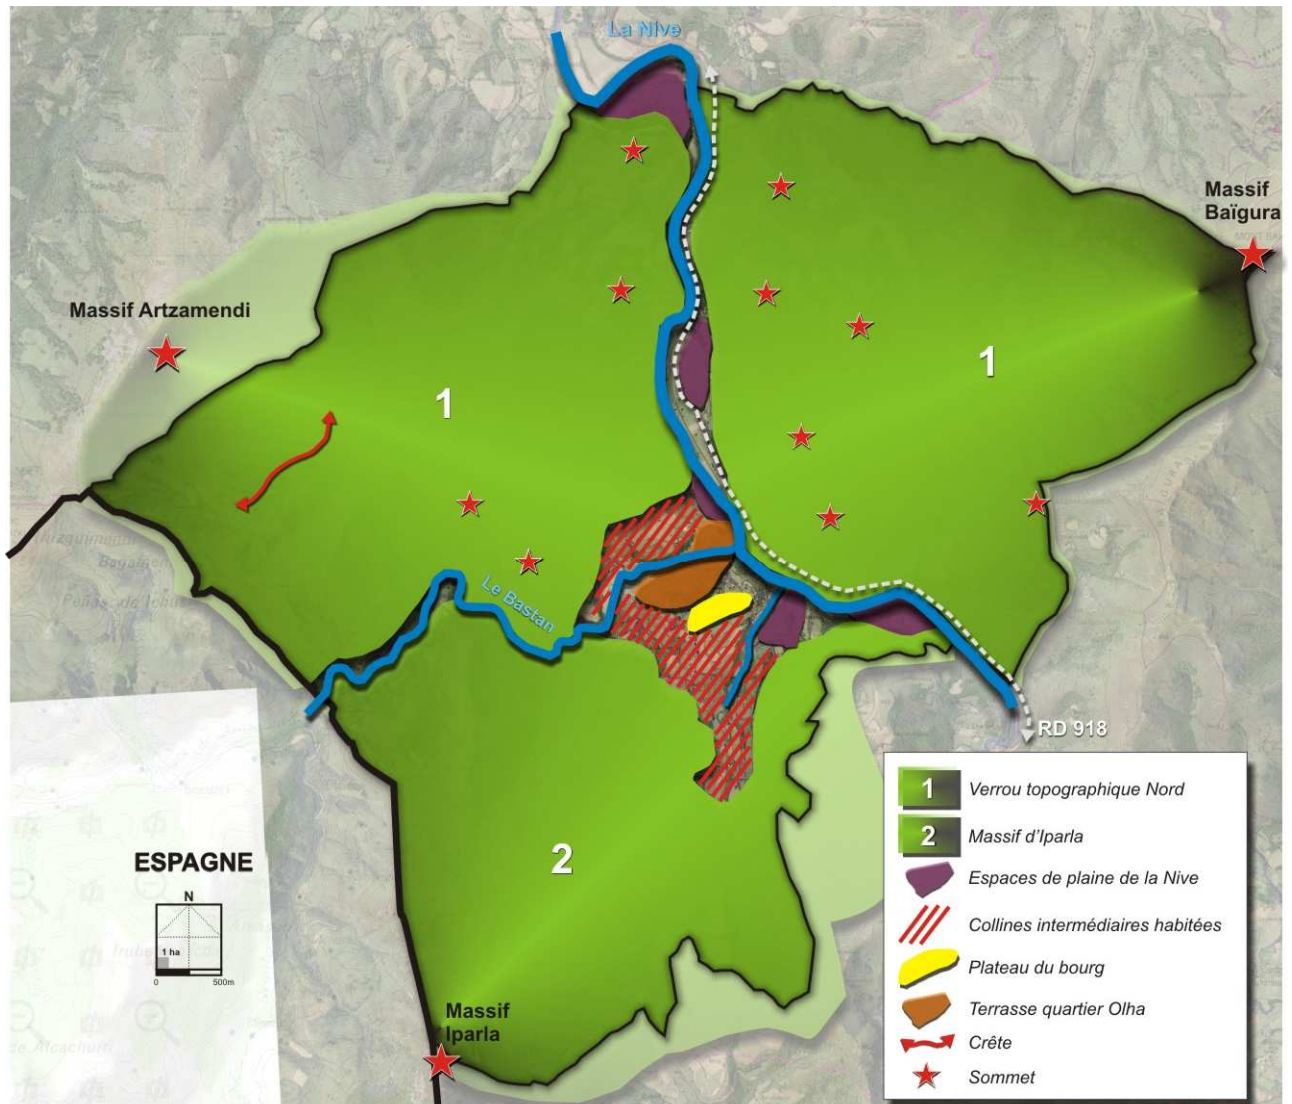 La Nive
Massif
Baïgura
Massif Artzamendi
1
1
Le Bastan
RD 918
ESPAGNE
N
1 ha
0 500m
2
Massif
Iparla
1 Verrou topographique Nord
2 Massif d'Iparla
Espaces de plaine de la Nive
Collines intermédiaires habitées
Plateau du bourg
Terrasse quartier Olha
Crête
Sommet